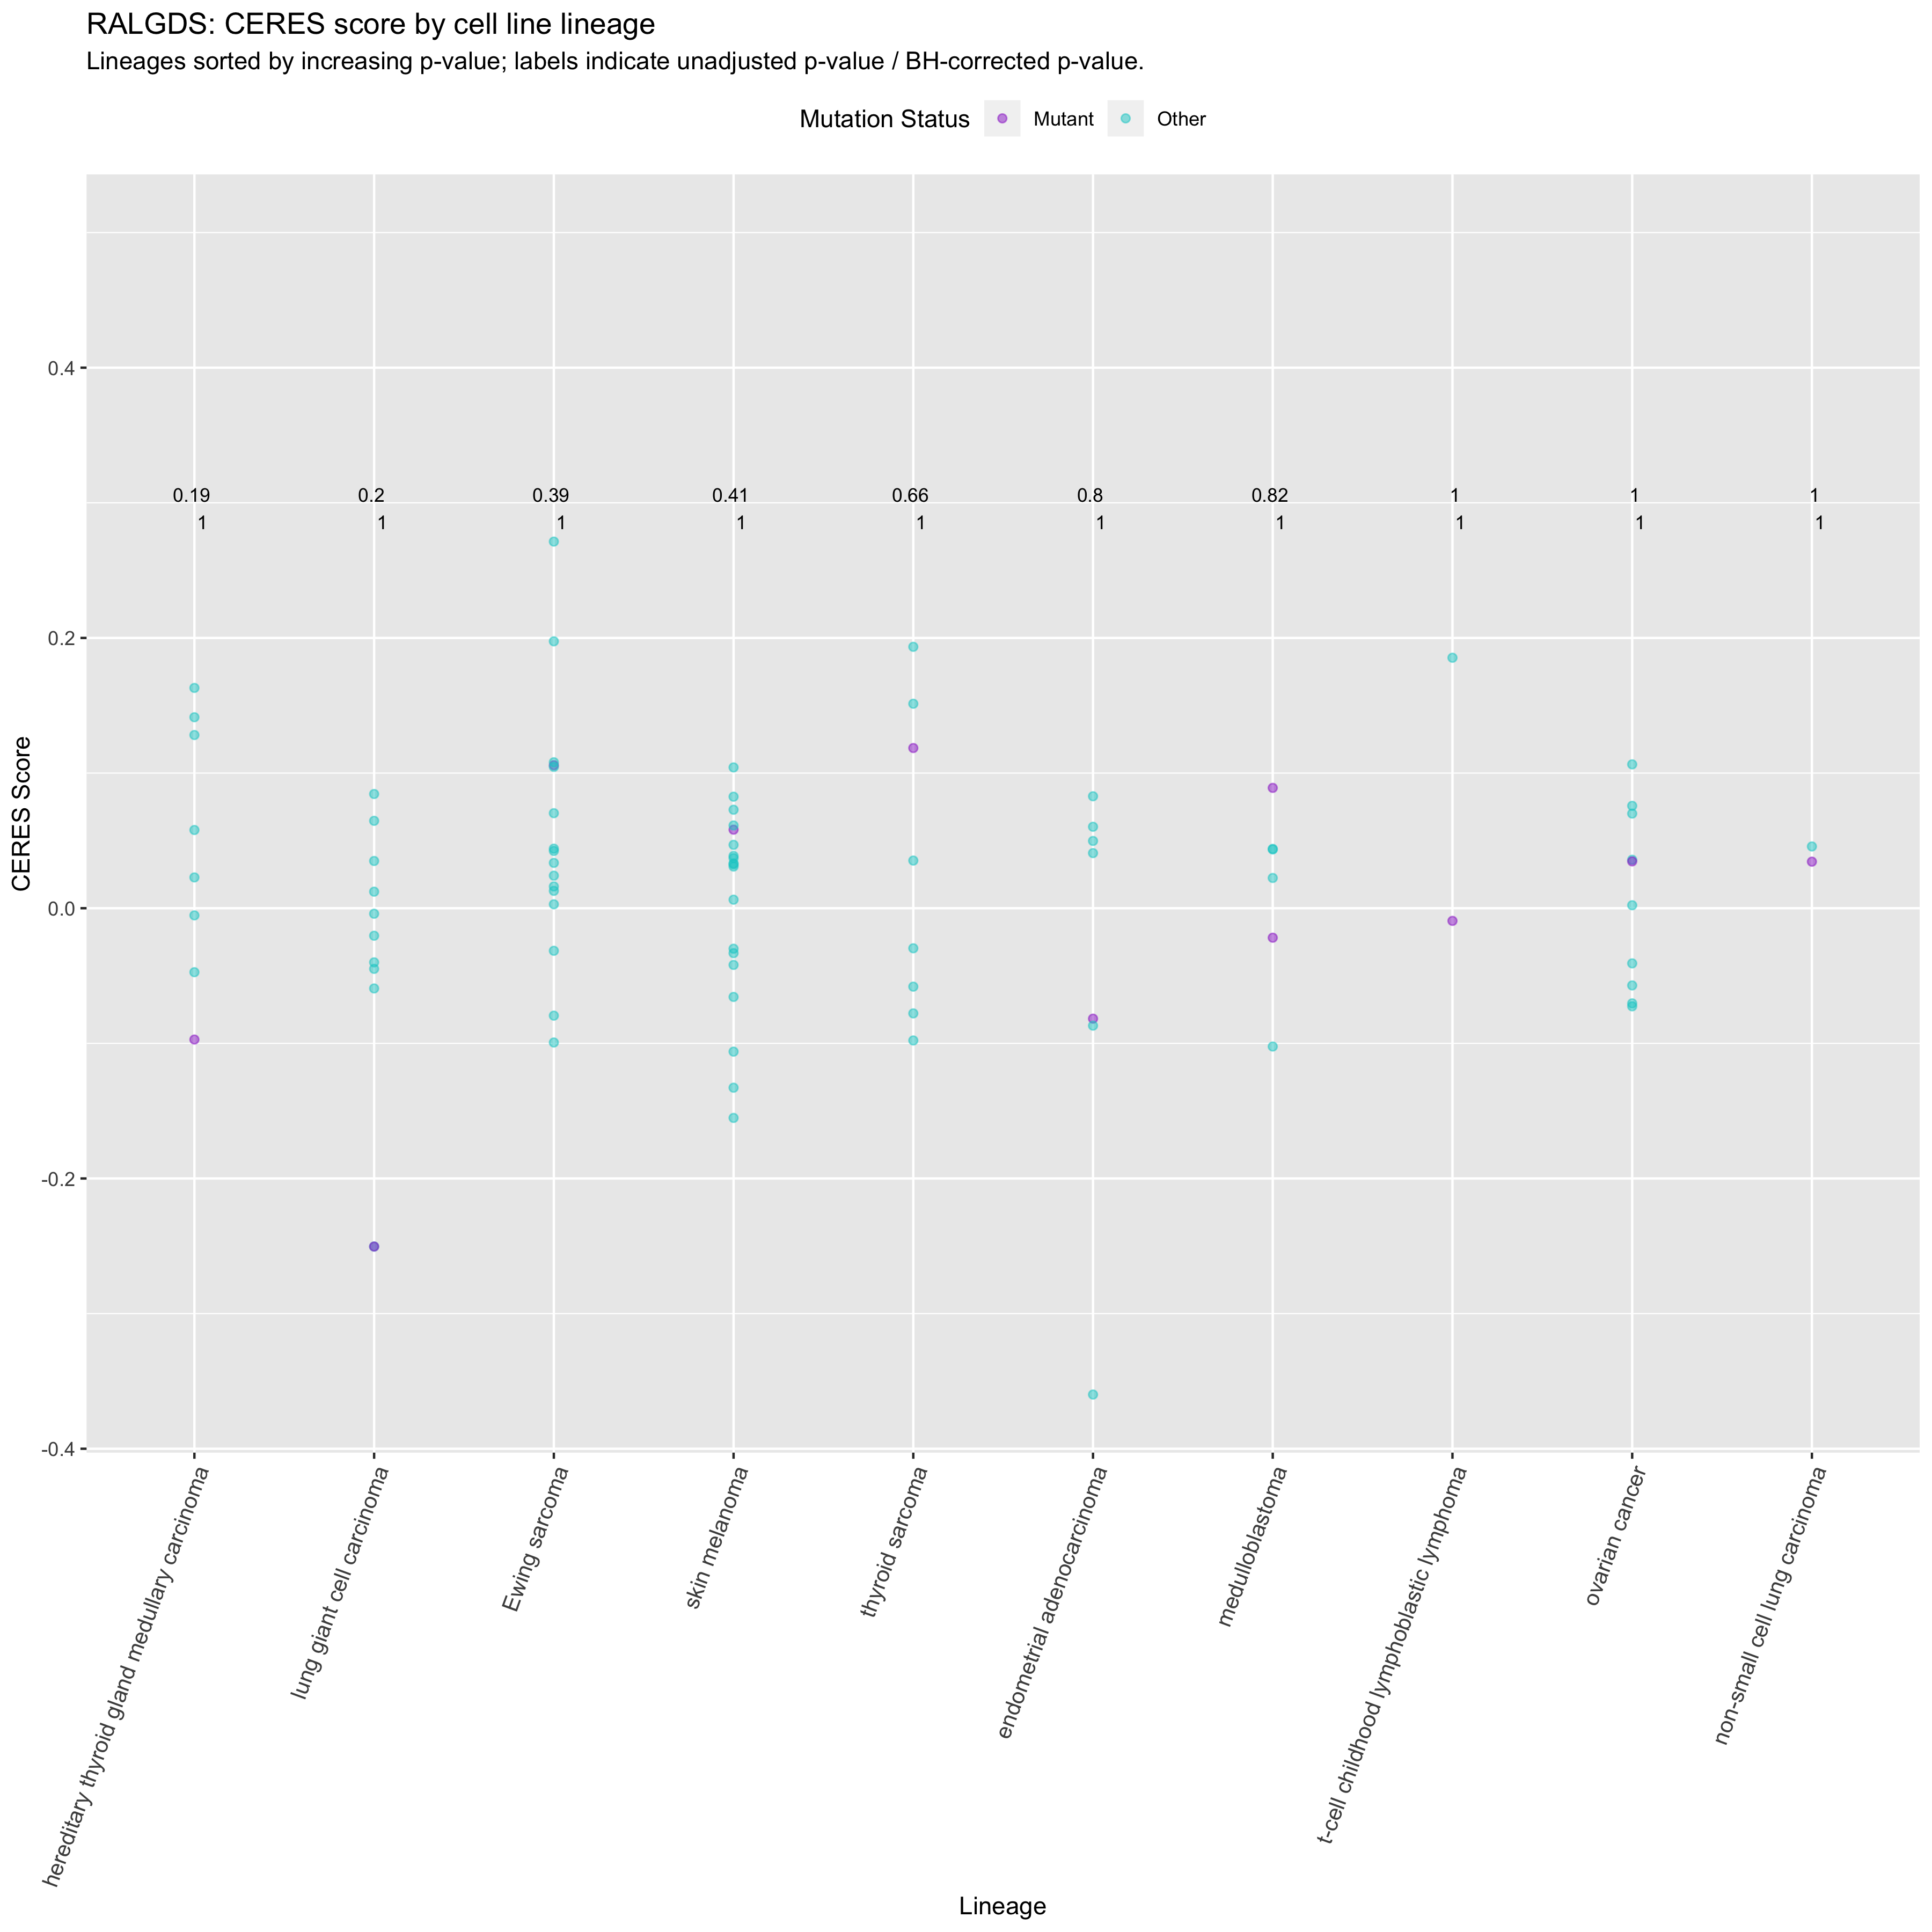 RALGDS: CERES score by cell line lineage
Lineages sorted by increasing p-value; labels indicate unadjusted p-value / BH-corrected p-value.
Mutation Status Mutant Other
0.4
0.19 0.2 0.39 0.41 0.66 0.8 0.82 1 1 1
1 1 1 1 1 1 1 1 1 1
0.2
CERES Score
0.0
-0.2
-0.4
hereditary thyroid gland medullary carcinoma
lung giant cell carcinoma
Ewing sarcoma
skin melanoma
thyroid sarcoma
endometrial adenocarcinoma
medulloblastoma
t-cell childhood lymphoblastic lymphoma
ovarian cancer
non-small cell lung carcinoma
Lineage